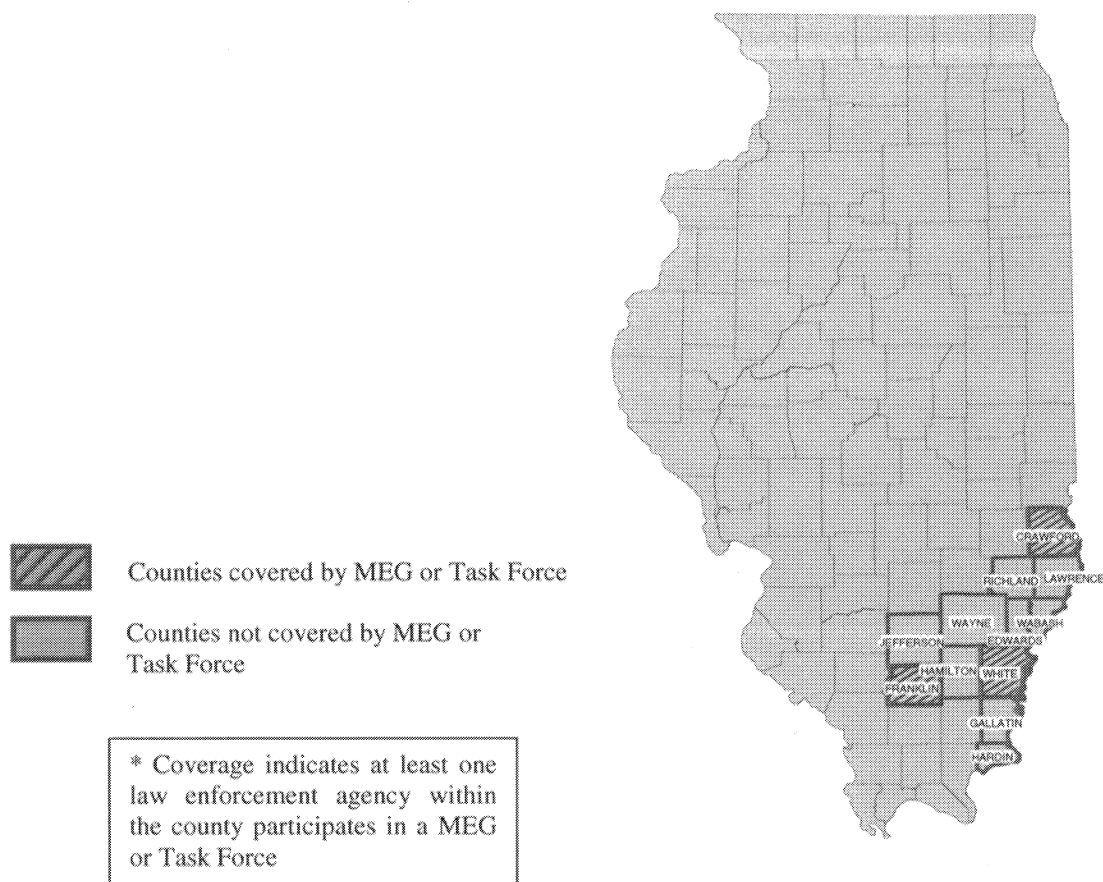 CRAWFORD
RICHLAND
LAWRENCE
WAYNE
WABASH
JEFFERSON
EDWARDS
HAMILTON
WHITE
FRANKLIN
GALLATIN
HARDIN
Counties covered by MEG or Task Force
Counties not covered by MEG or
Task Force
* Coverage indicates at least one
law enforcement agency within
the county participates in a MEG
or Task Force